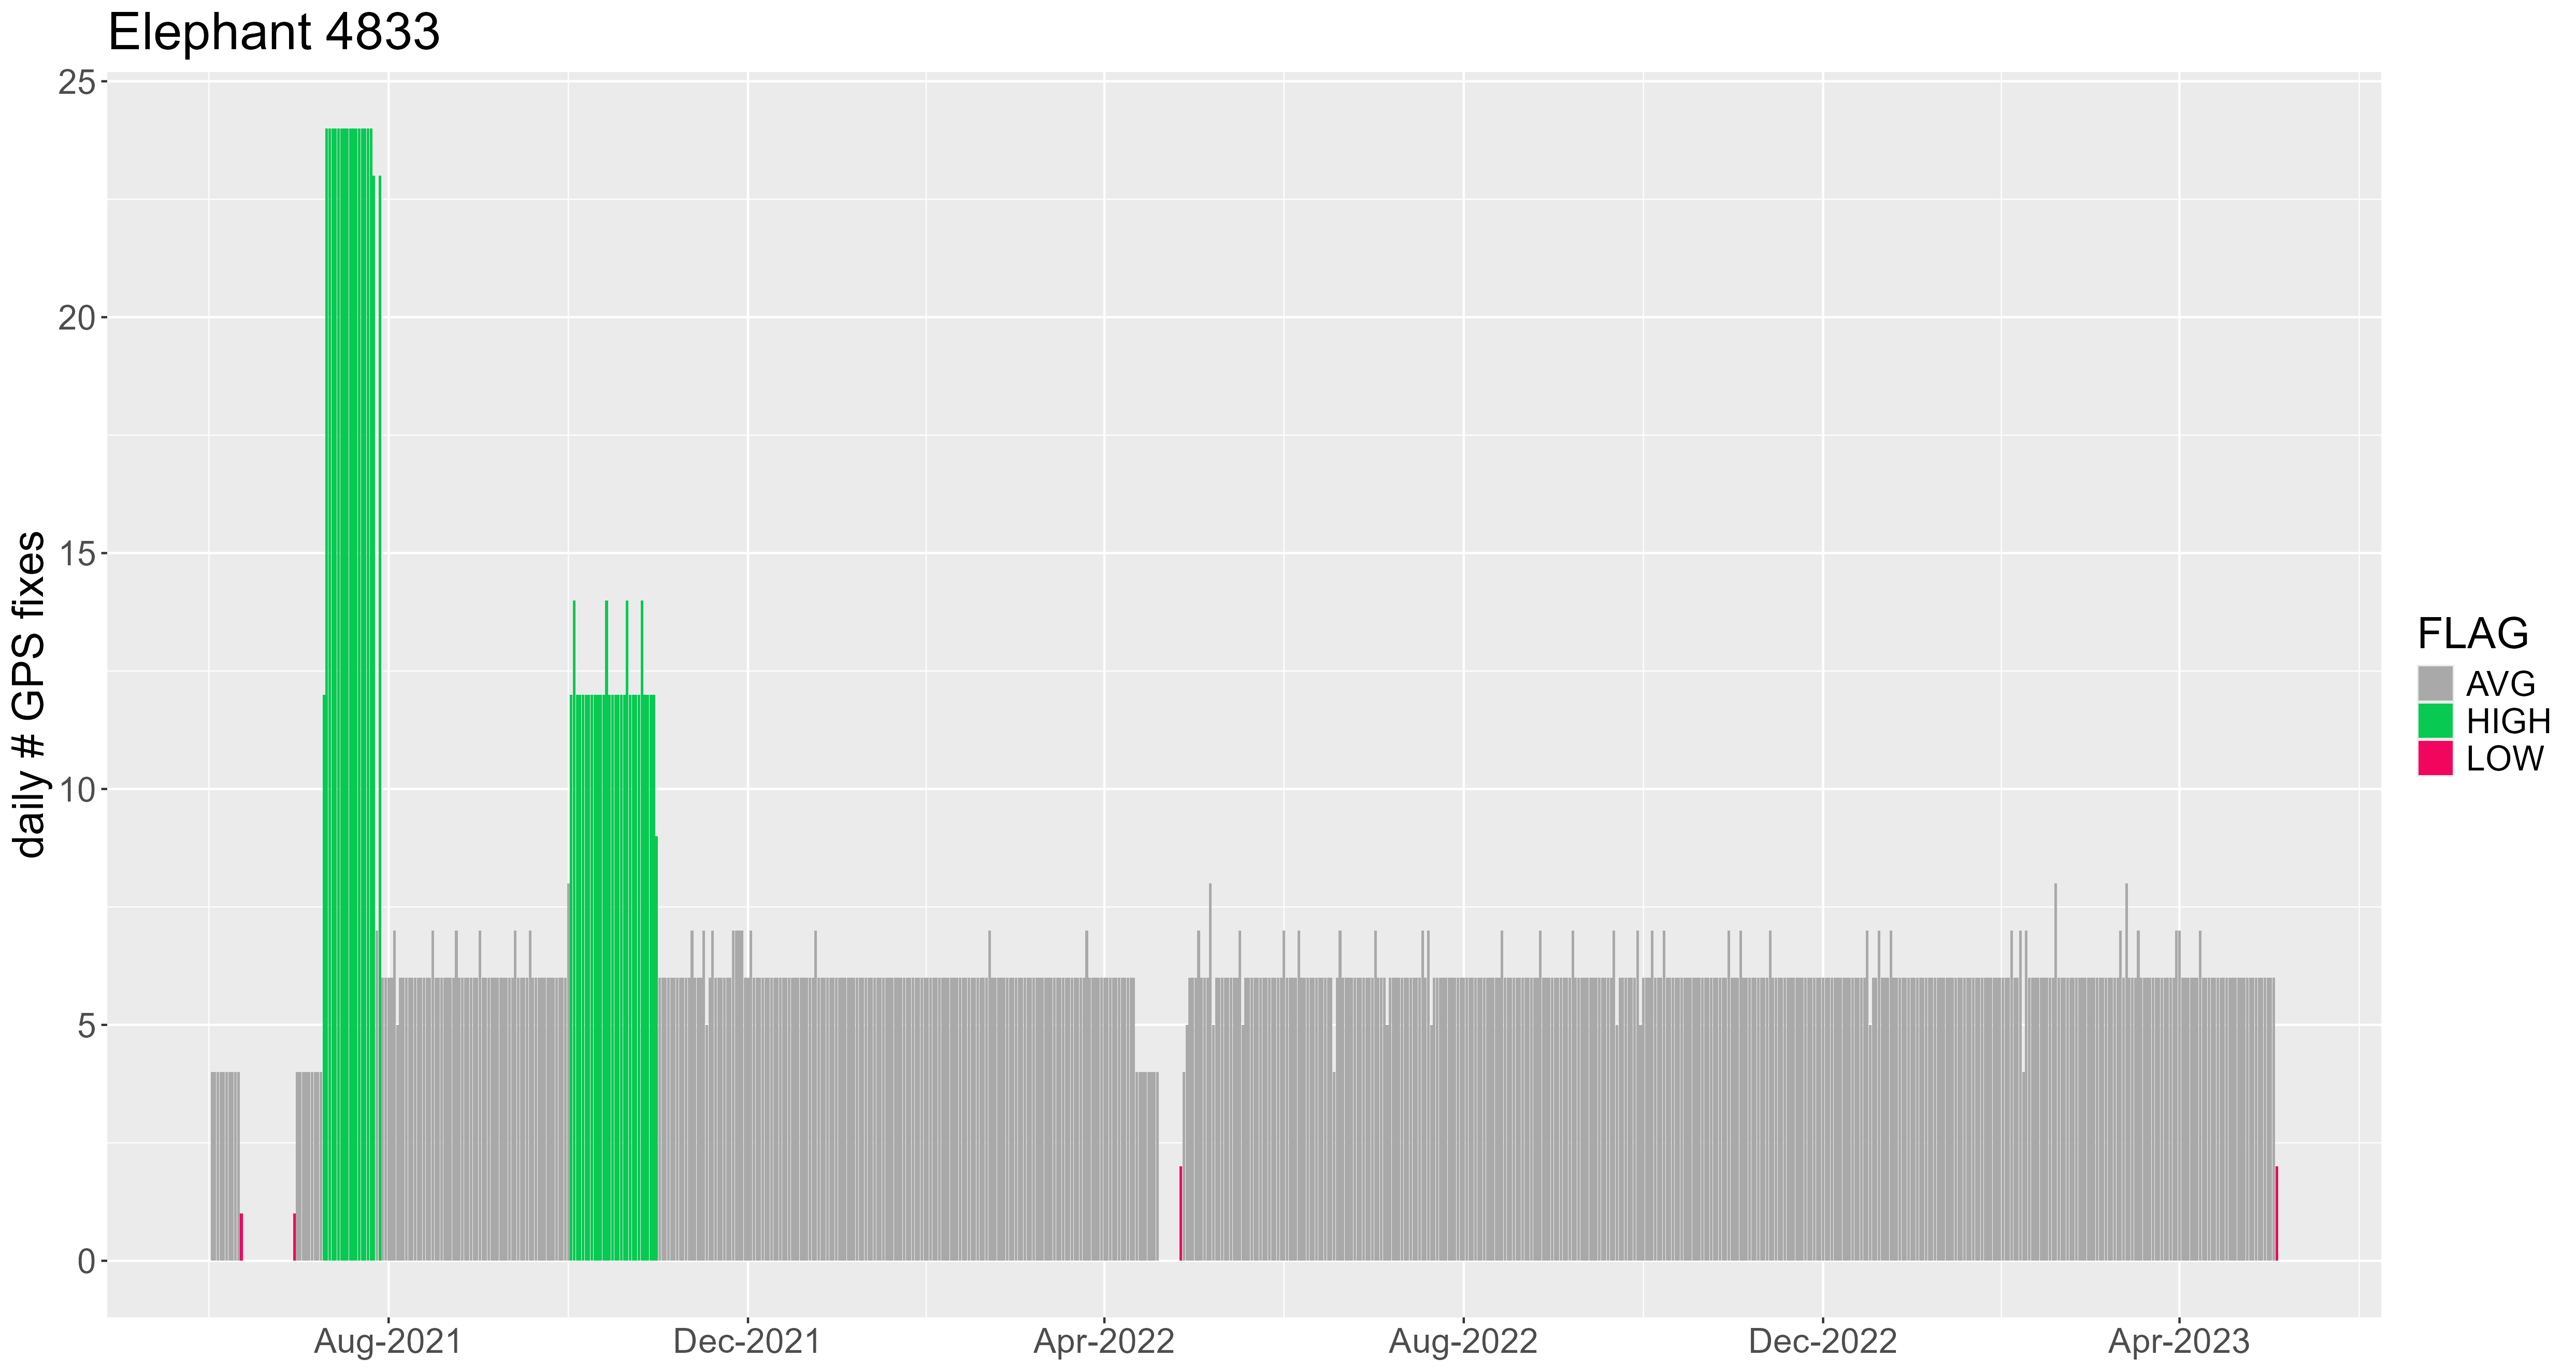 Elephant 4833
25
20
15
10
5
0
daily # GPS fixes
Aug-2021
Dec-2021
Apr-2022
Aug-2022
Dec-2022
Apr-2023
FLAG
AVG
HIGH
LOW